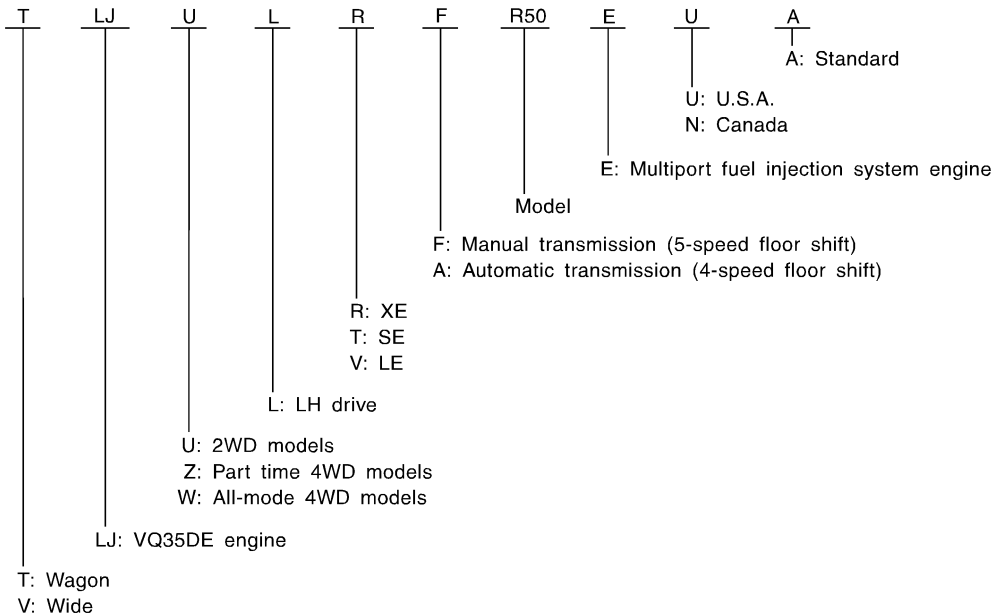 T LJ U L R F R50 E U A
A: Standard
U: U.S.A.
N: Canada
E: Multiport fuel injection system engine
Model
F: Manual transmission (5-speed floor shift)
A: Automatic transmission (4-speed floor shift)
R: XE
T: SE
V: LE
L: LH drive
U: 2WD models
Z: Part time 4WD models
W: All-mode 4WD models
LJ: VQ35DE engine
T: Wagon
V: Wide